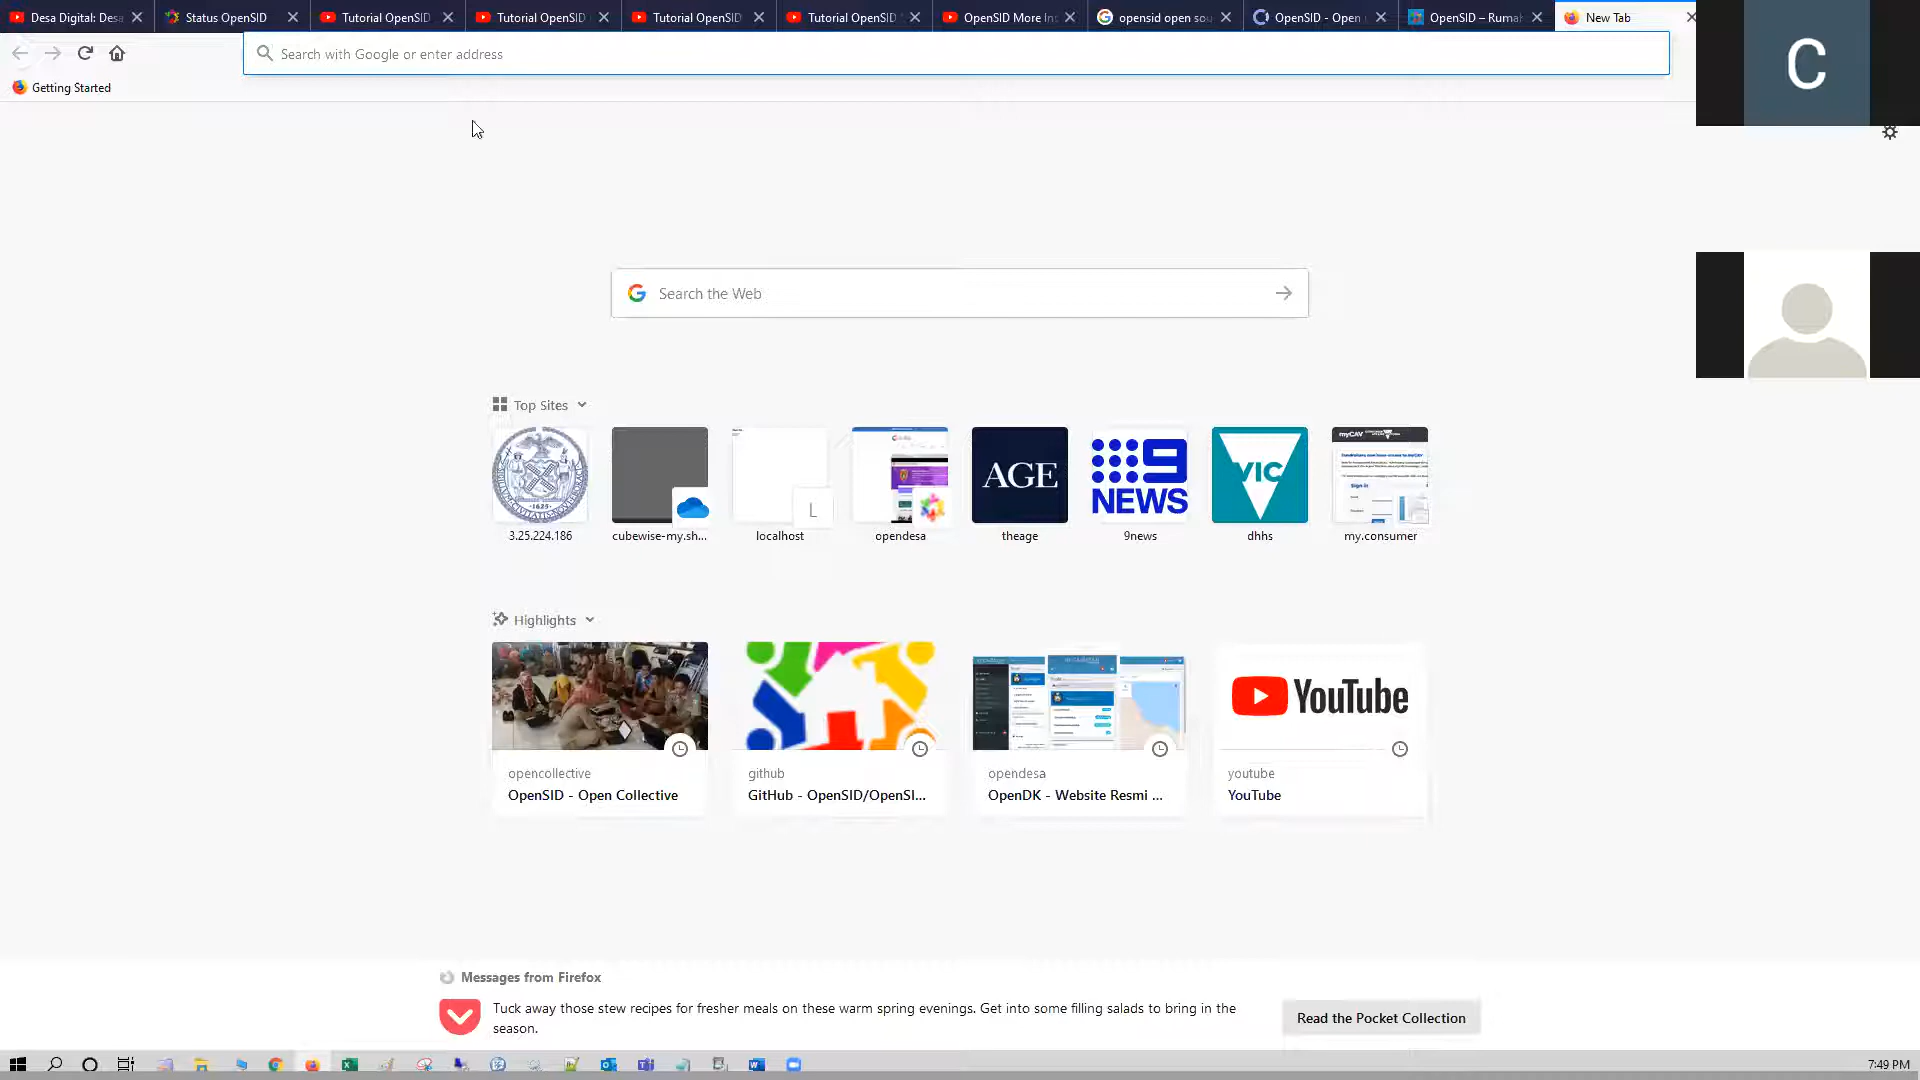 Desa Digital: Desa
Status OpenSID
Tutorial OpenSID
Tutorial OpenSID
Tutorial OpenSID
Tutorial OpenSID
OpenSID More In
opensid open sou
OpenSID - Open
OpenSID – Rumah
New Tab
Search with Google or enter address
C
Getting Started
Search the Web
Top Sites
AGE
9
NEWS
VIC
myCAV
Sign in
L
3.25.224.186
cubewise-my.sh...
localhost
opendesa
theage
9news
dhhs
my.consumer
Highlights
YouTube
opencollective
github
opendesa
youtube
OpenSID - Open Collective
GitHub - OpenSID/OpenSI...
OpenDK - Website Resmi ...
YouTube
Messages from Firefox
Tuck away those stew recipes for fresher meals on these warm spring evenings. Get into some filling salads to bring in the
season.
Read the Pocket Collection
7:49 PM